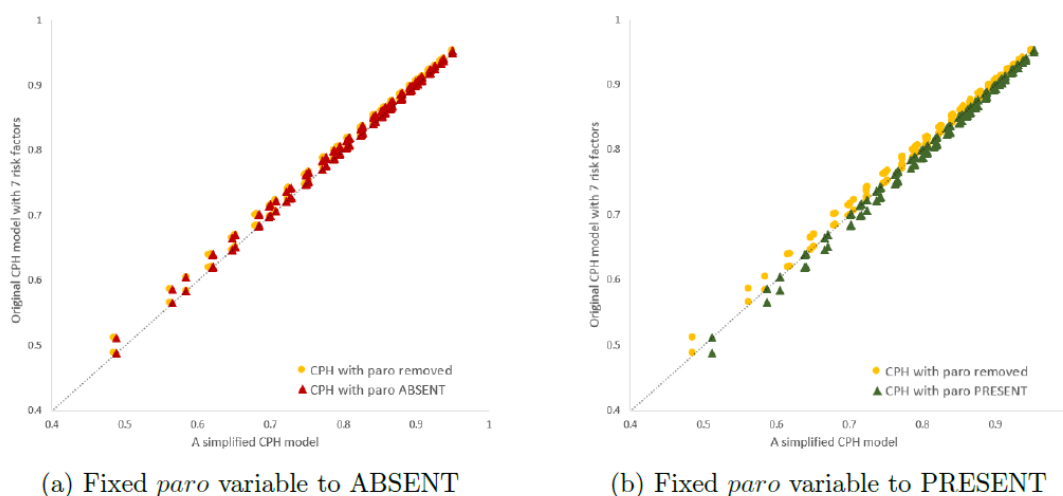 1
0.9
0.8
0.7
0.6
0.5
0.4
Original CPH model with 7 risk factors
CPH with paro removed
CPH with paro ABSENT
0.4 0.5 0.6 0.7 0.8 0.9 1
A simplified CPH model
(a) Fixed paro variable to ABSENT
1
0.9
0.8
0.7
0.6
0.5
0.4
Original CPH model with 7 risk factors
CPH with paro removed
CPH with paro PRESENT
0.4 0.5 0.6 0.7 0.8 0.9
A simplified CPH model
(b) Fixed paro variable to PRESENT